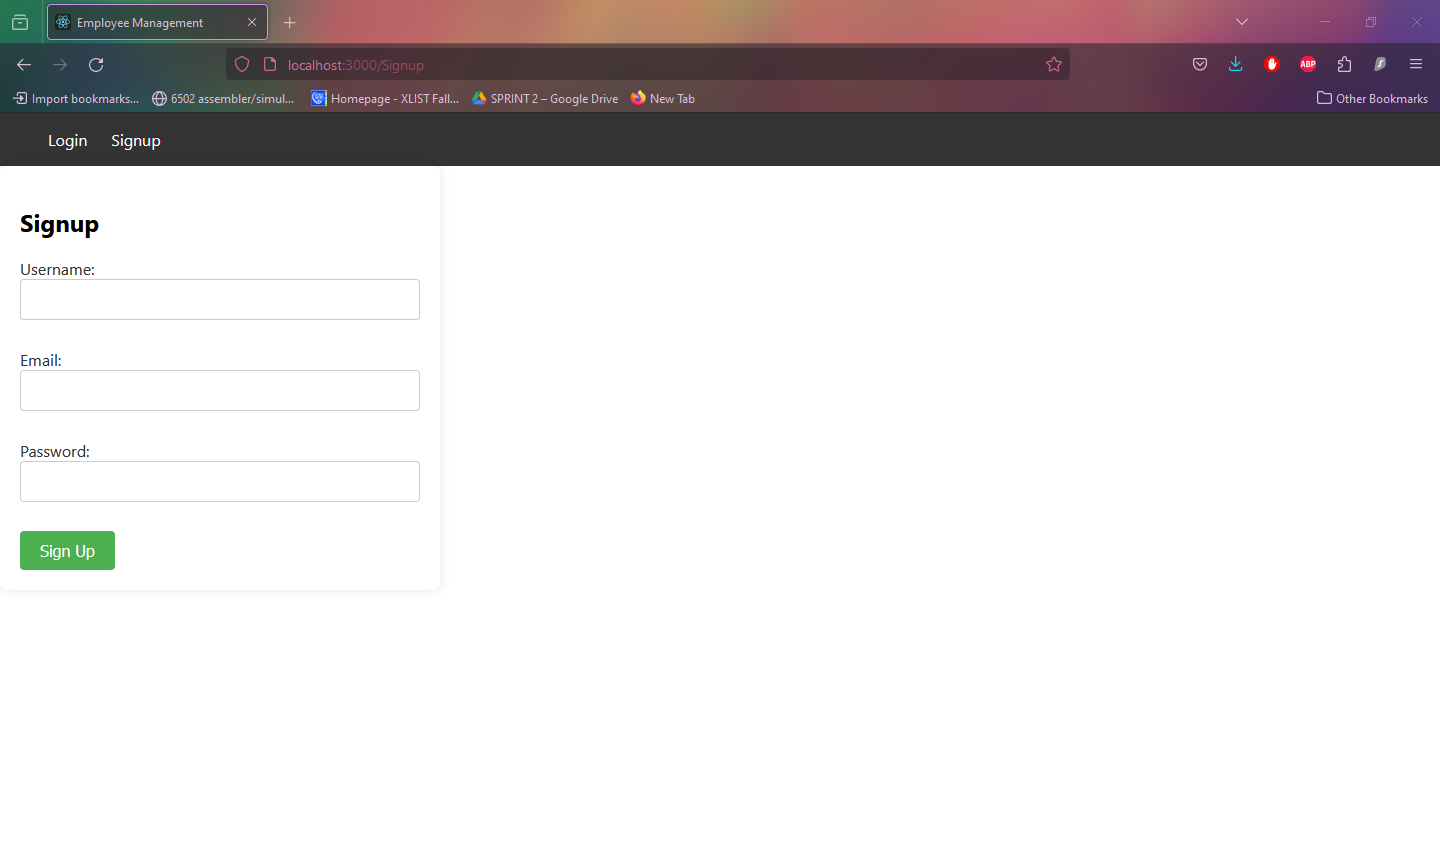 Employee Management
localhost:3000/Signup
ABP
Import bookmarks... 6502 assembler/simul... Homepage - XLIST Fall... SPRINT 2 – Google Drive New Tab Other Bookmarks
Login Signup
Signup
Username:
Email:
Password:
Sign Up